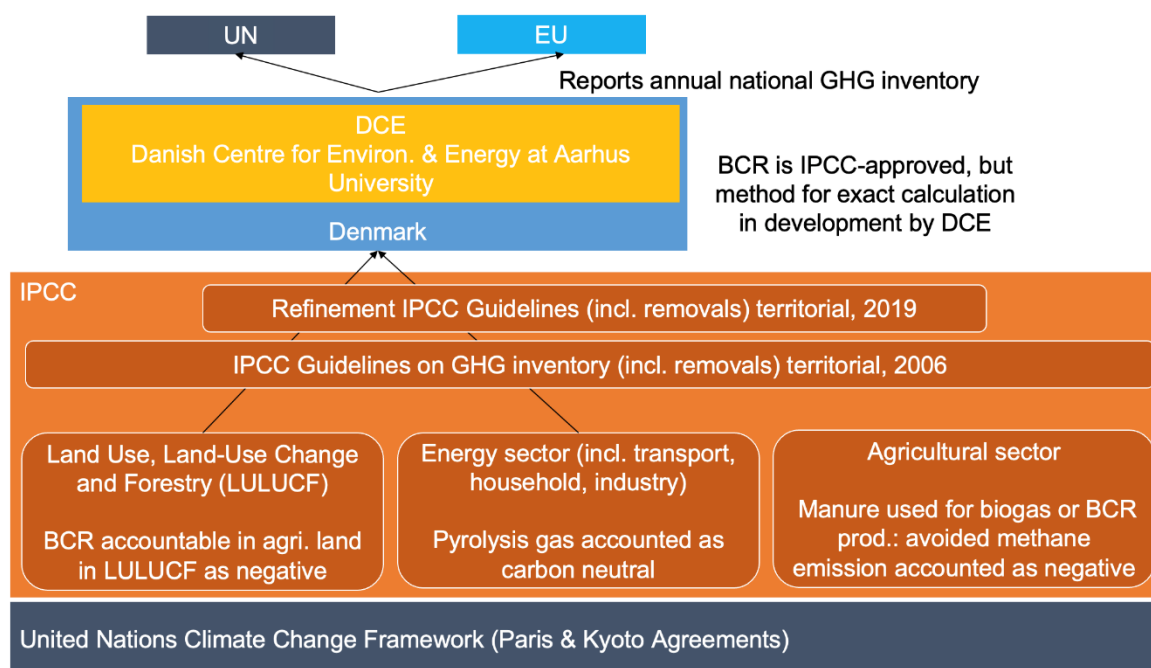 UN
EU
Reports annual national GHG inventory
DCE
Danish Centre for Environ. & Energy at Aarhus
University
Denmark
BCR is IPCC-approved, but
method for exact calculation
in development by DCE
IPCC
Refinement IPCC Guidelines (incl. removals) territorial, 2019
IPCC Guidelines on GHG inventory (incl. removals) territorial, 2006
Land Use, Land-Use Change
and Forestry (LULUCF)
BCR accountable in agri. land
in LULUCF as negative
Energy sector (incl. transport,
household, industry)
Pyrolysis gas accounted as
carbon neutral
Agricultural sector
Manure used for biogas or BCR
prod.: avoided methane
emission accounted as negative
United Nations Climate Change Framework (Paris & Kyoto Agreements)